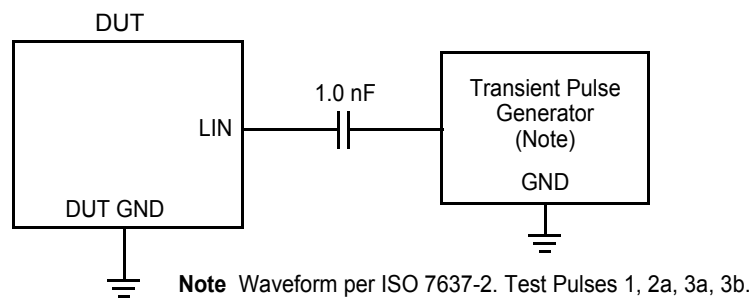 DUT
1.0 nF
Transient Pulse
Generator
(Note)
LIN
GND
DUT GND
Note Waveform per ISO 7637-2. Test Pulses 1, 2a, 3a, 3b.